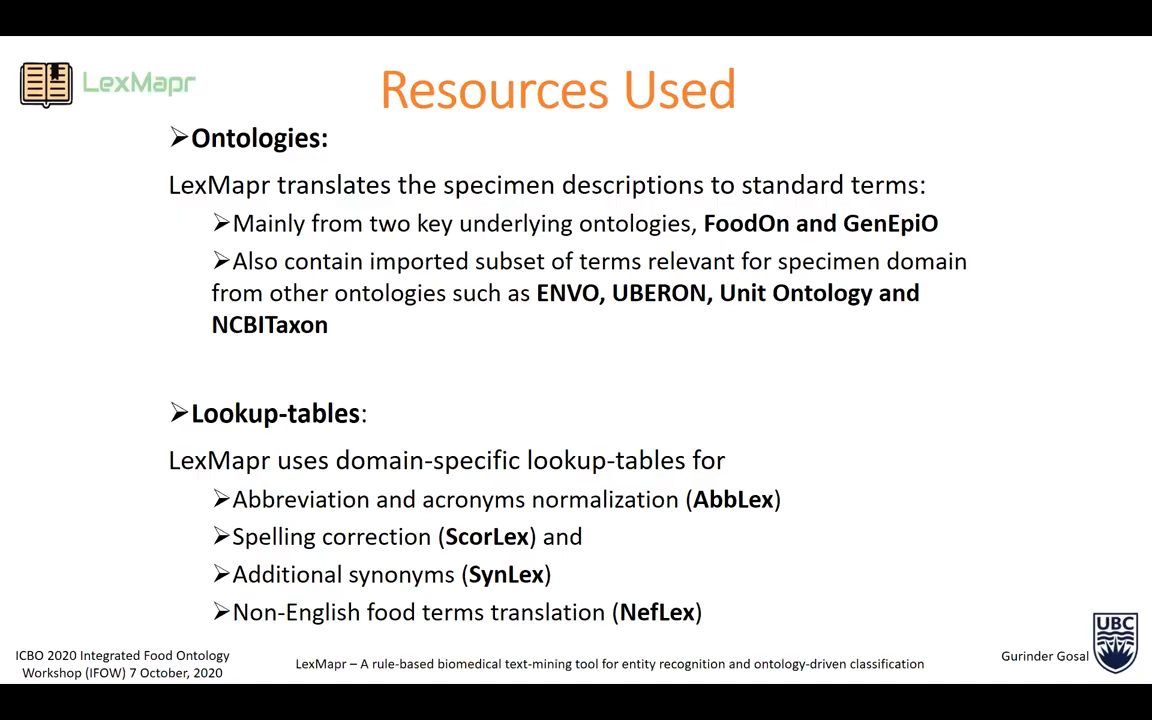 LexMapr
Resources Used
➢Ontologies:
LexMapr translates the specimen descriptions to standard terms:
➢Mainly from two key underlying ontologies, FoodOn and GenEpiO
➢Also contain imported subset of terms relevant for specimen domain
from other ontologies such as ENVO, UBERON, Unit Ontology and
NCBITaxon
➢Lookup-tables:
LexMapr uses domain-specific lookup-tables for
➢Abbreviation and acronyms normalization (AbbLex)
➢Spelling correction (ScorLex) and
➢Additional synonyms (SynLex)
➢Non-English food terms translation (NefLex)
ICBO 2020 Integrated Food Ontology
Workshop (IFOW) 7 October, 2020
LexMapr – A rule-based biomedical text-mining tool for entity recognition and ontology-driven classification
Gurinder Gosal
UBC